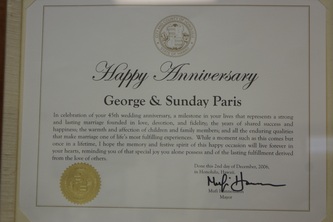 Happy Anniversary
George & Sunday Paris
In celebration of your 45th wedding anniversary, a milestone in your lives that represent a strong
and lasting marriage founded in love, devotion, and fidelity, the years of shared success and
happiness; the warmth and affection of children and family members; and all the enduring qualities
that make marriage one of life's most fulfilling experiences. While a moment such as this comes but
once in a lifetime, I hope the memory and festive spirit of this happy occasion will live forever in
your hearts, reminding you of that special joy you alone possess and of the lasting fulfillment derived
from the love of others.
Done this 2nd day of December, 2006,
in Honolulu, Hawaii
Mayor